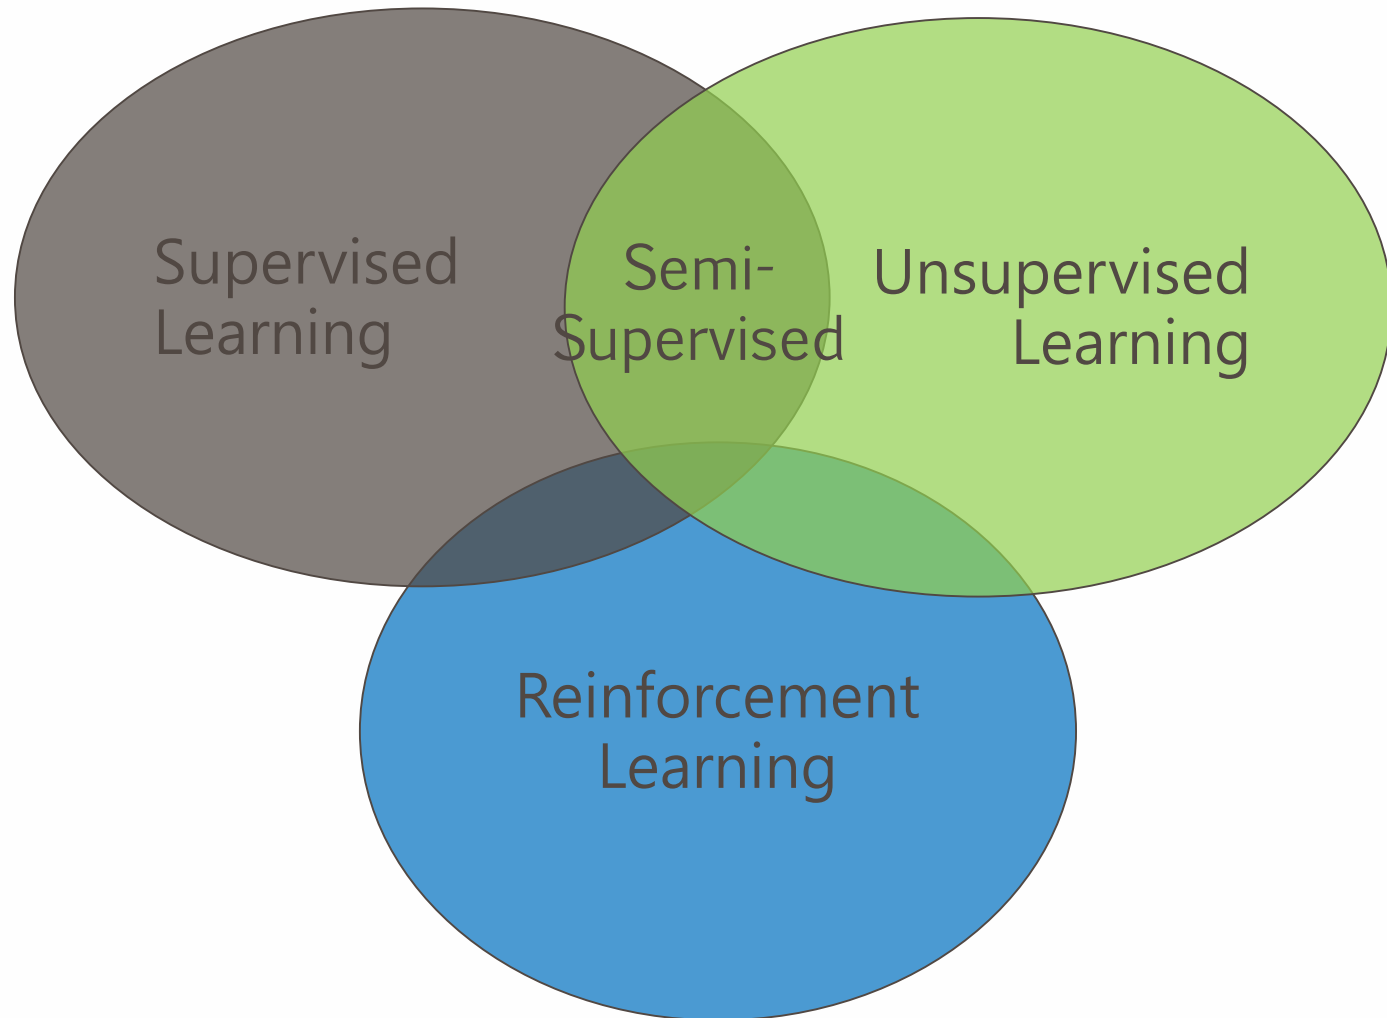 Supervised
Learning
Semi-
Supervised
Unsupervised
Learning
Reinforcement
Learning